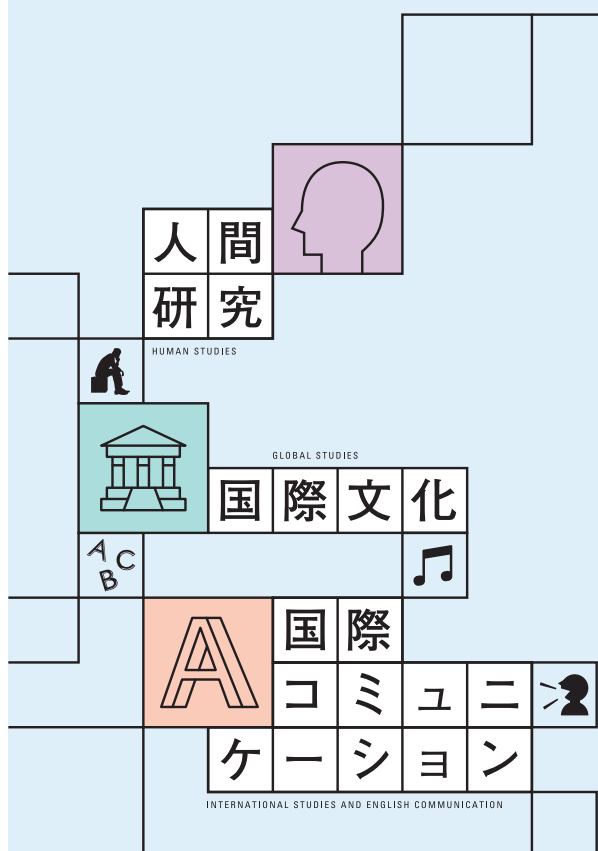 人間
研究
HUMAN STUDIES
GLOBAL STUDIES
国際文化
A
C
B
A
国際
コミュニ
ケーション
INTERNATIONAL STUDIES AND ENGLISH COMMUNICATION